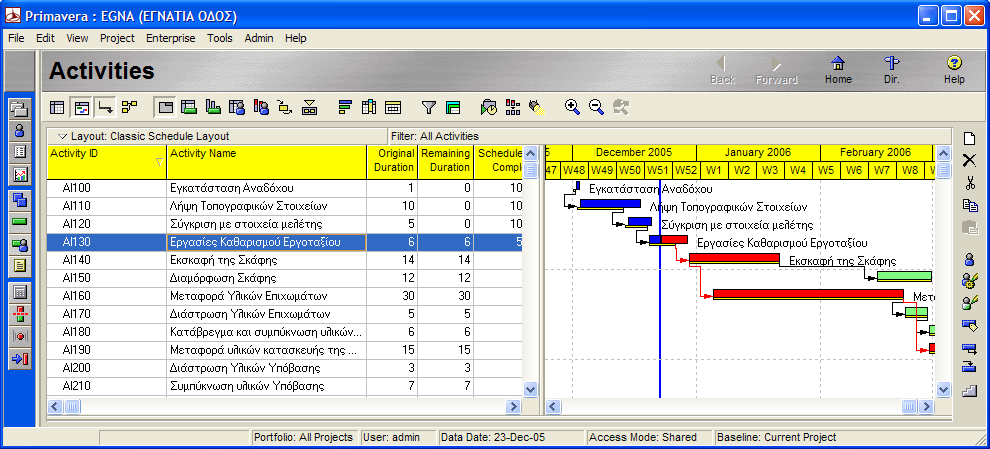 Primavera : EGNA (ΕΓΝΑΤΙΑ ΟΔΟΣ)
File Edit View Project Enterprise Tools Admin Help
Activities
Back Forward Home Dir. Help
Layout: Classic Schedule Layout Filter: All Activities
Activity ID Activity Name Original Duration Remaining Duration Schedule Compl
5 December 2005 January 2006 February 2006
47 W48 W49 W50 W51 W52 W1 W2 W3 W4 W5 W6 W7 W8 W
AI100 Εγκατάσταση Αναδόχου 1 0 10 Εγκατάσταση Αναδόχου
AI110 Λήψη Τοπογραφικών Στοιχείων 10 0 10 Λήψη Τοπογραφικών Στοιχείων
AI120 Σύγκριση με στοιχεία μελέτης 5 0 10 Σύγκριση με στοιχεία μελέτης
AI130 Εργασίες Καθαρισμού Εργοταξίου 6 6 5 Εργασίες Καθαρισμού Εργοταξίου
AI140 Εκσκαφή της Σκάφης 14 14 Εκσκαφή της Σκάφης
AI150 Διαμόρφωση Σκάφης 12 12
AI160 Μεταφορά Υλικών Επιχωμάτων 30 30 Μετα
AI170 Διάστρωση Υλικών Επιχωμάτων 5 5
AI180 Κατάβρεγμα και συμπύκνωση υλικών... 6 6
AI190 Μεταφορά υλικών κατασκευής της ... 15 15
AI200 Διάστρωση Υλικών Υπόβασης 3 3
AI210 Συμπύκνωση υλικών Υπόβασης 7 7
Portfolio: All Projects User: admin Data Date: 23-Dec-05 Access Mode: Shared Baseline: Current Project